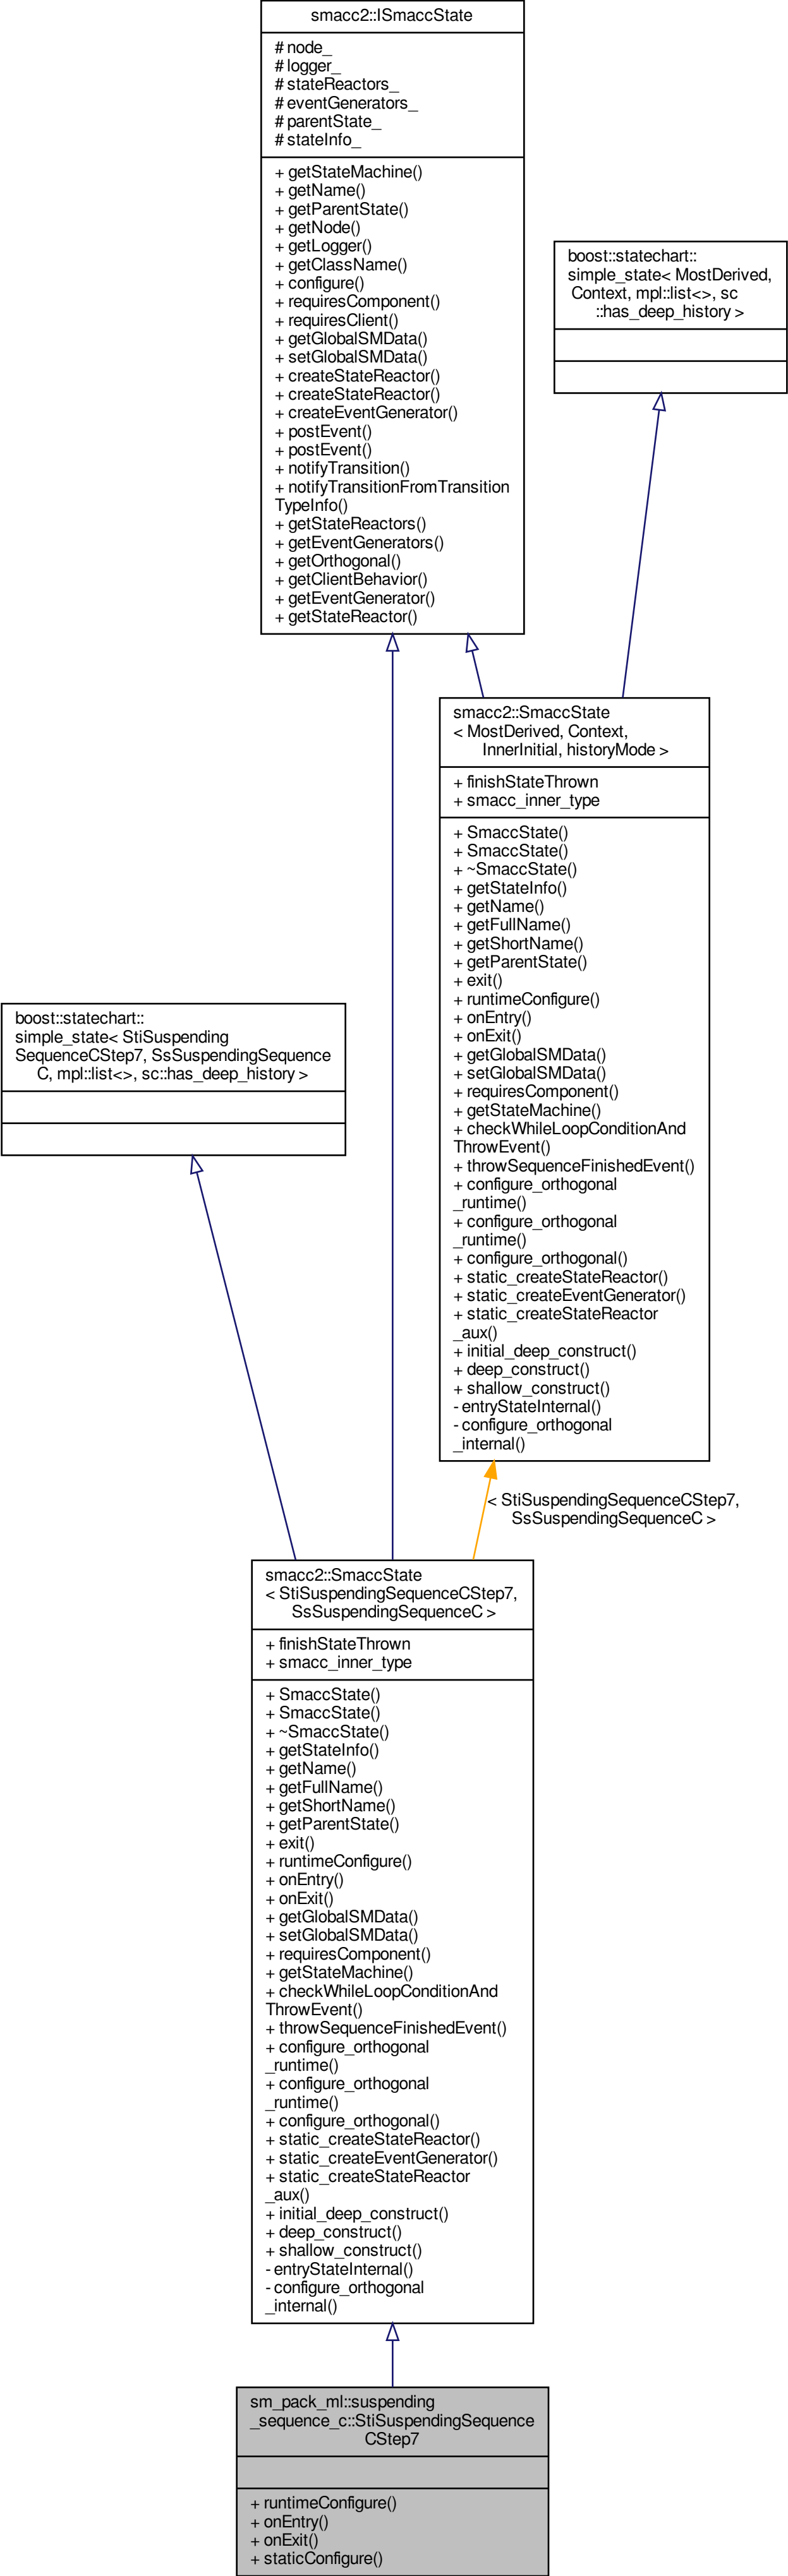 smacc2::ISmaccState
# node_
# logger_
# stateReactors_
# eventGenerators_
# parentState_
# stateInfo_
+ getStateMachine()
+ getName()
+ getParentState()
+ getNode()
+ getLogger()
+ getClassName()
+ configure()
+ requiresComponent()
+ requiresClient()
+ getGlobalSMData()
+ setGlobalSMData()
+ createStateReactor()
+ createStateReactor()
+ createEventGenerator()
+ postEvent()
+ postEvent()
+ notifyTransition()
+ notifyTransitionFromTransition
TypeInfo()
+ getStateReactors()
+ getEventGenerators()
+ getOrthogonal()
+ getClientBehavior()
+ getEventGenerator()
+ getStateReactor()
boost::statechart::
simple_state< MostDerived,
Context, mpl::list<>, sc
::has_deep_history >
smacc2::SmaccState
< MostDerived, Context,
InnerInitial, historyMode >
+ finishStateThrown
+ smacc_inner_type
+ SmaccState()
+ SmaccState()
+ ~SmaccState()
+ getStateInfo()
+ getName()
+ getFullName()
+ getShortName()
+ getParentState()
+ exit()
+ runtimeConfigure()
+ onEntry()
+ onExit()
+ getGlobalSMData()
+ setGlobalSMData()
+ requiresComponent()
+ getStateMachine()
+ checkWhileLoopConditionAnd
ThrowEvent()
+ throwSequenceFinishedEvent()
+ configure_orthogonal
_runtime()
+ configure_orthogonal
_runtime()
+ configure_orthogonal()
+ static_createStateReactor()
+ static_createEventGenerator()
+ static_createStateReactor
_aux()
+ initial_deep_construct()
+ deep_construct()
+ shallow_construct()
- entryStateInternal()
- configure_orthogonal
_internal()
boost::statechart::
simple_state< StiSuspending
SequenceCStep7, SsSuspendingSequence
C, mpl::list<>, sc::has_deep_history >
< StiSuspendingSequenceCStep7,
SsSuspendingSequenceC >
smacc2::SmaccState
< StiSuspendingSequenceCStep7,
SsSuspendingSequenceC >
+ finishStateThrown
+ smacc_inner_type
+ SmaccState()
+ SmaccState()
+ ~SmaccState()
+ getStateInfo()
+ getName()
+ getFullName()
+ getShortName()
+ getParentState()
+ exit()
+ runtimeConfigure()
+ onEntry()
+ onExit()
+ getGlobalSMData()
+ setGlobalSMData()
+ requiresComponent()
+ getStateMachine()
+ checkWhileLoopConditionAnd
ThrowEvent()
+ throwSequenceFinishedEvent()
+ configure_orthogonal
_runtime()
+ configure_orthogonal
_runtime()
+ configure_orthogonal()
+ static_createStateReactor()
+ static_createEventGenerator()
+ static_createStateReactor
_aux()
+ initial_deep_construct()
+ deep_construct()
+ shallow_construct()
- entryStateInternal()
- configure_orthogonal
_internal()
sm_pack_ml::suspending
_sequence_c::StiSuspendingSequence
CStep7
+ runtimeConfigure()
+ onEntry()
+ onExit()
+ staticConfigure()